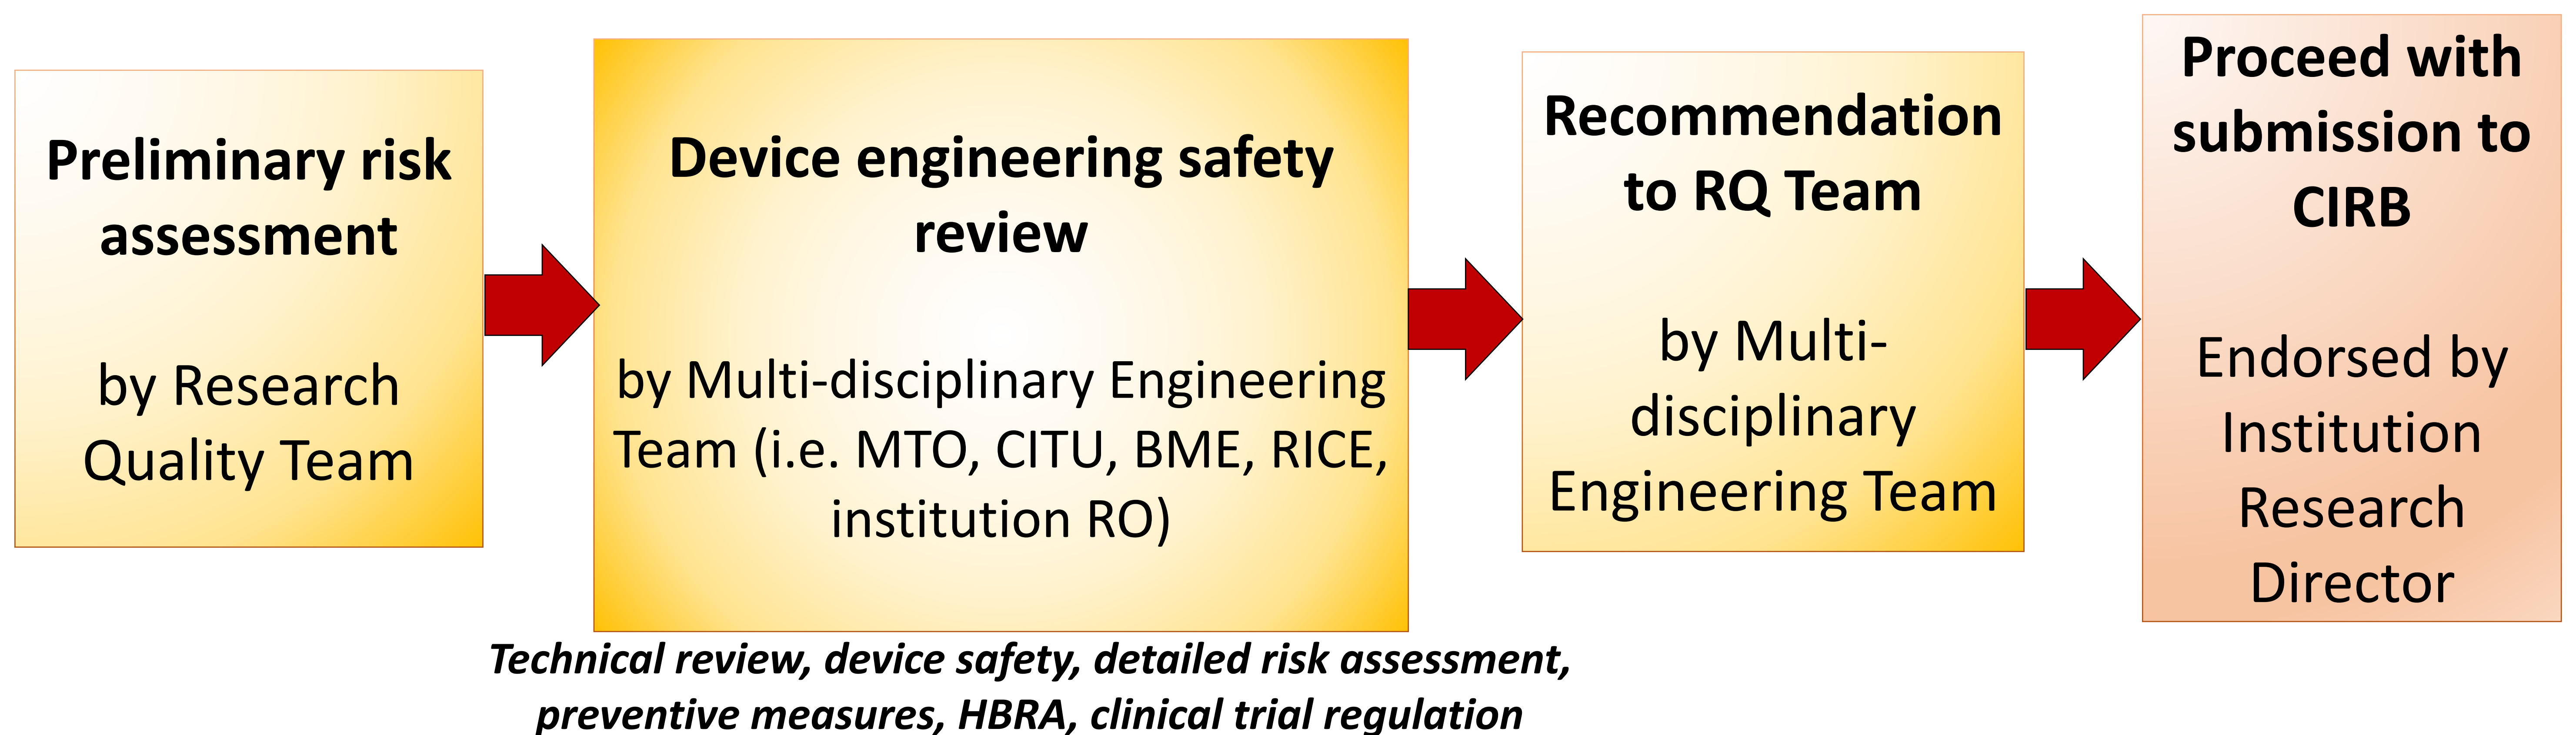 Preliminary risk
assessment
by Research
Quality Team
Device engineering safety
review
by Multi-disciplinary Engineering
Team (i.e. MTO, CITU, BME, RICE,
institution RO)
Technical review, device safety, detailed risk assessment,
preventive measures, HBRA, clinical trial regulation
Recommendation
to RQ Team
by Multi-
disciplinary
Engineering Team
Proceed with
submission to
CIRB
Endorsed by
Institution
Research
Director